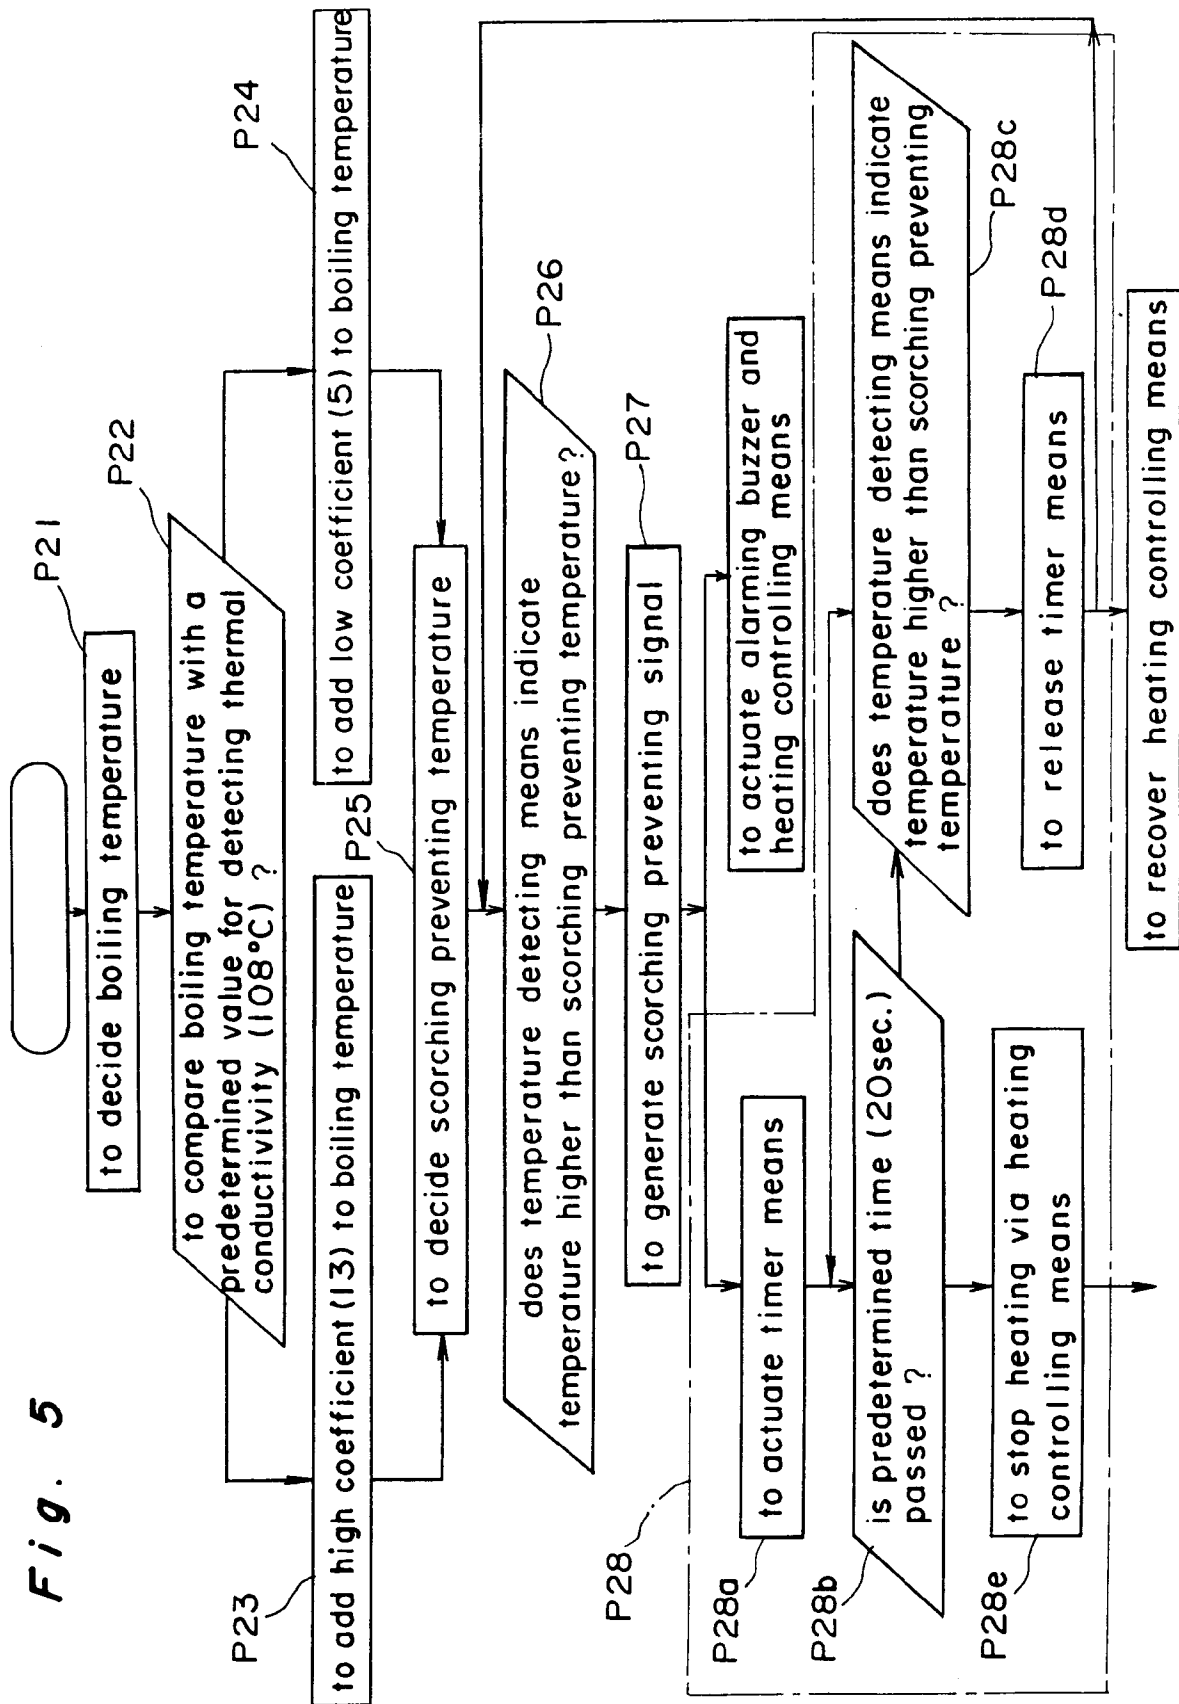 Fig. 5
to decide boiling temperature
P21
to compare boiling temperature with a
predetermined value for detecting thermal
conductivity (108°C) ?
P22
P23
to add high coefficient (13) to boiling temperature
P24
to add low coefficient (5) to boiling temperature
P25
to decide scorching preventing temperature
does temperature detecting means indicate
temperature higher than scorching preventing temperature?
P26
to generate scorching preventing signal
P27
P28
to actuate alarming buzzer and
heating controlling means
P28a
to actuate timer means
P28b
is predetermined time (20sec.)
passed ?
does temperature detecting means indicate
temperature higher than scorching preventing
temperature ?
P28c
to release timer means
P28d
P28e
to stop heating via heating
controlling means
to recover heating controlling means